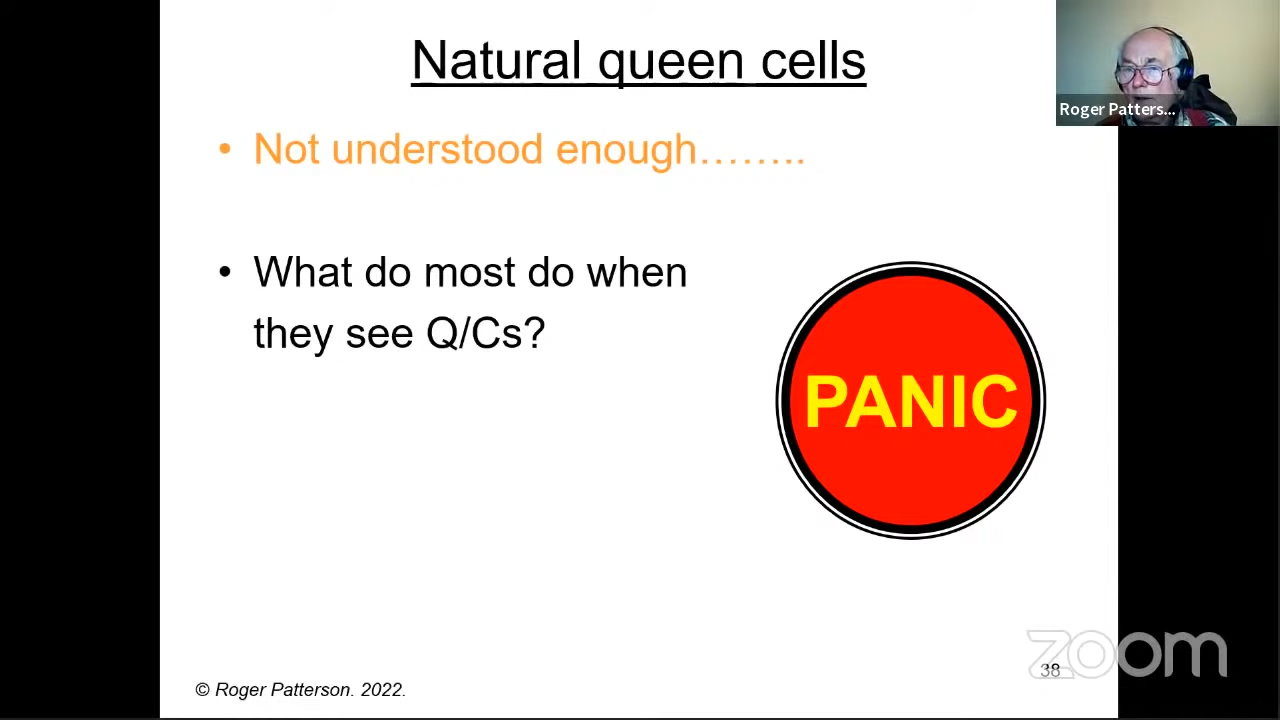 Natural queen cells
Roger Patters...
• Not understood enough……..
• What do most do when
they see Q/Cs?
PANIC
zoom
38
© Roger Patterson. 2022.